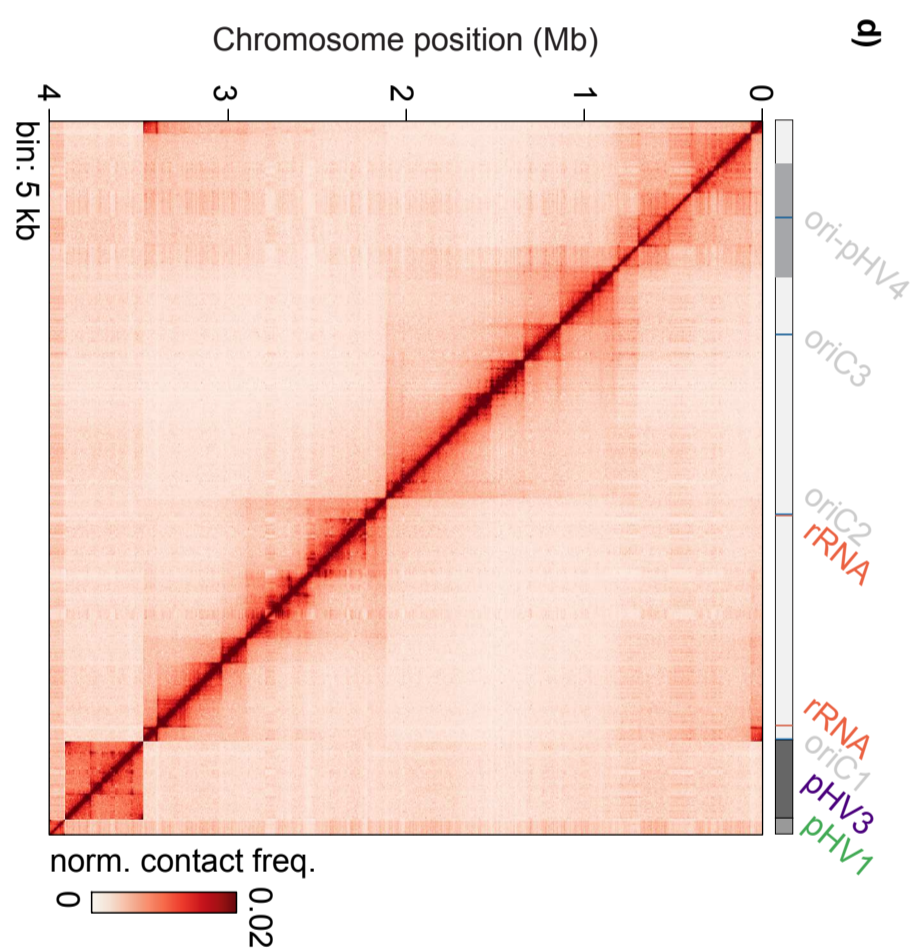 d)
Chromosome position (Mb)
4
3
2
1
0
bin: 5 kb
ori-pHV4
oriC3
oriC2
rRNA
rRNA
oriC1
pHV3
pHV1
norm. contact freq.
0
0.02